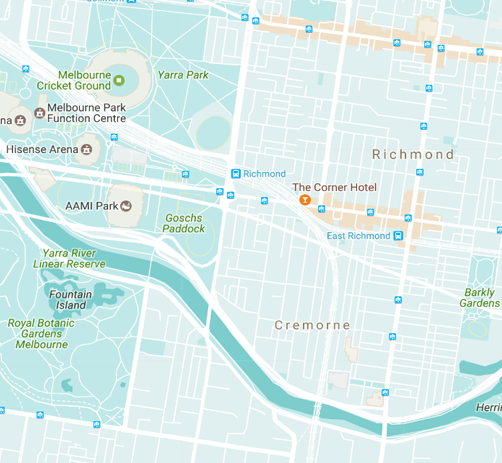 Yarra Park
Melbourne
Cricket Ground
Melbourne Park
Function Centre
na
Hisense Arena
Richmond
Richmond
The Corner Hotel
AAMI Park
Goschs
Paddock
East Richmond
Yarra River
Linear Reserve
Fountain
Island
Barkly
Gardens
Royal Botanic
Gardens
Melbourne
Cremorne
Herrin